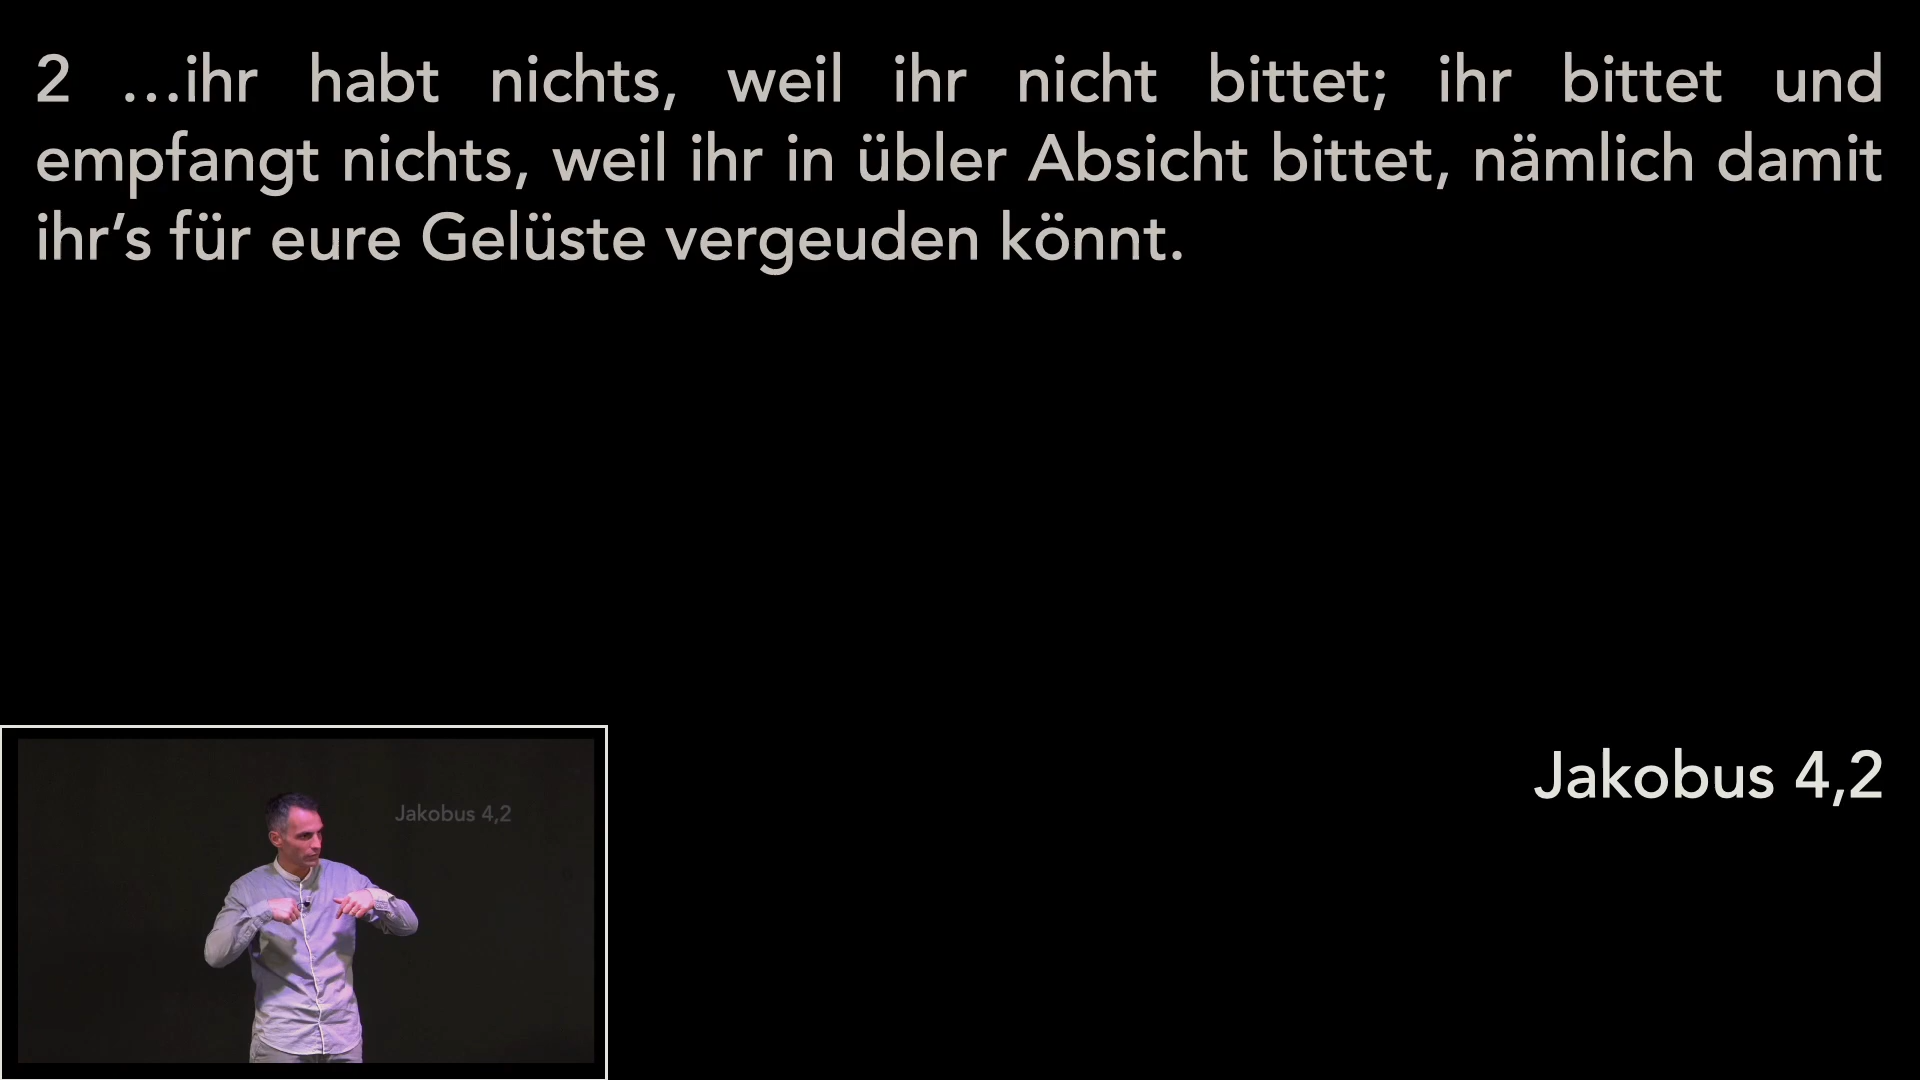 2 …ihr habt nichts, weil ihr nicht bittet; ihr bittet und
empfangt nichts, weil ihr in übler Absicht bittet, nämlich damit
ihr’s für eure Gelüste vergeuden könnt.
Jakobus 4,2
Jakobus 4,2